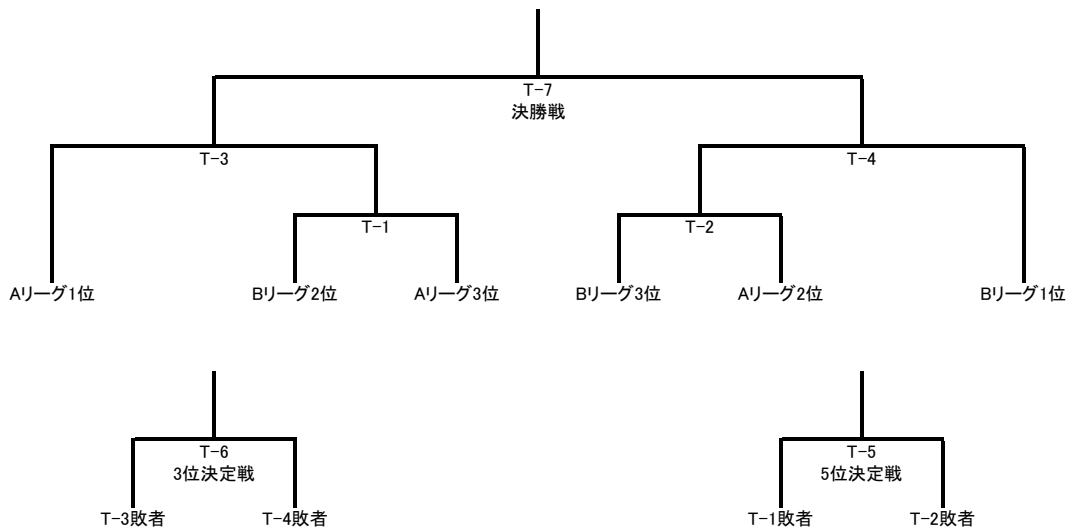 T-7
決勝戦
T-3
T-4
T-1
T-2
Aリーグ1位
Bリーグ2位
Aリーグ3位
Bリーグ3位
Aリーグ2位
Bリーグ1位
T-6
3位決定戦
T-5
5位決定戦
T-3敗者
T-4敗者
T-1敗者
T-2敗者